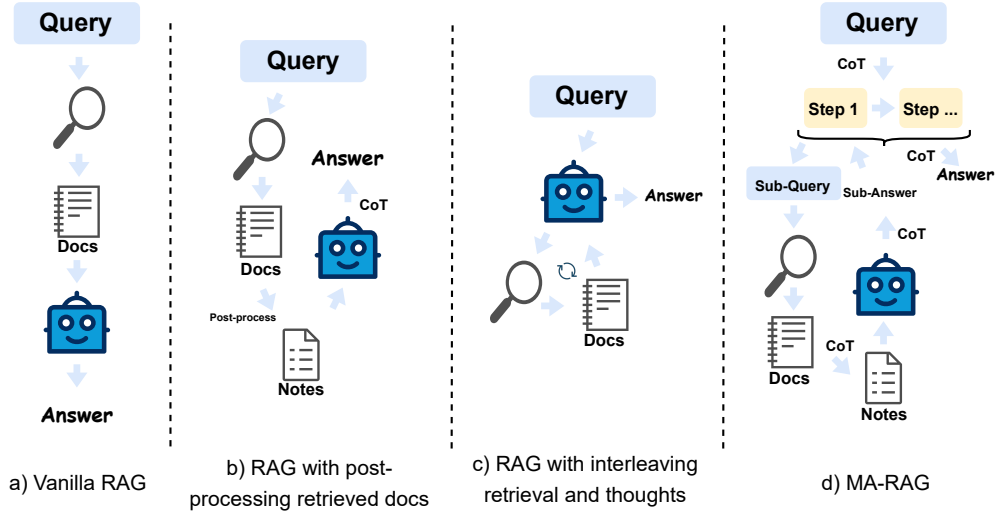 Query
Docs
Answer
a) Vanilla RAG
Query
Answer
CoT
Docs
Post-process
Notes
b) RAG with post-
processing retrieved docs
Query
Answer
Docs
c) RAG with interleaving
retrieval and thoughts
Query
CoT
Step 1
Step ...
CoT
Answer
Sub-Query
Sub-Answer
CoT
Docs
CoT
Notes
d) MA-RAG